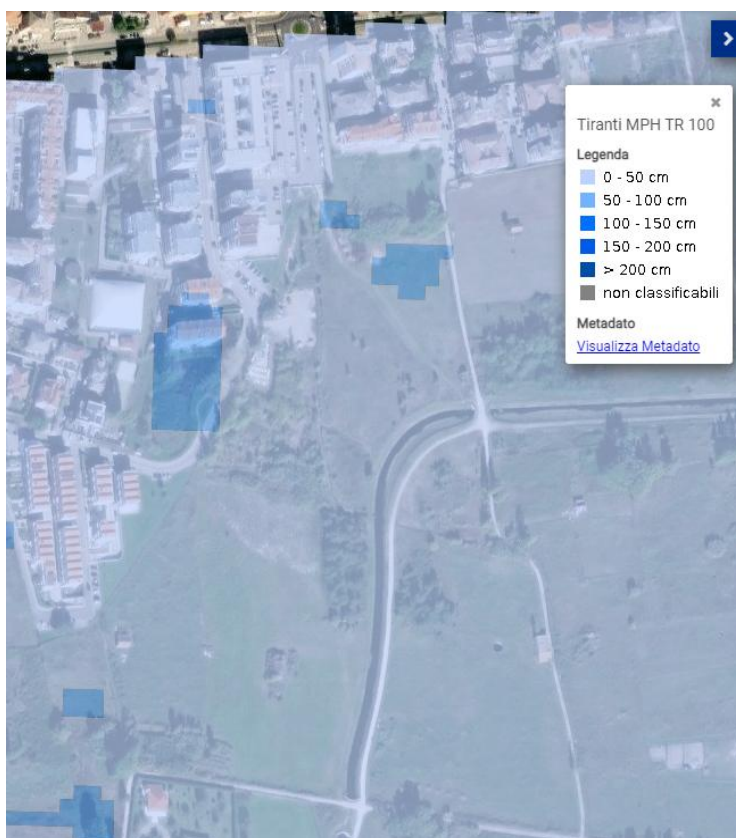 Tiranti MPH TR 100
Legenda
0 - 50 cm
50 - 100 cm
100 - 150 cm
150 - 200 cm
> 200 cm
non classificabili
Metadato
Visualizza Metadato